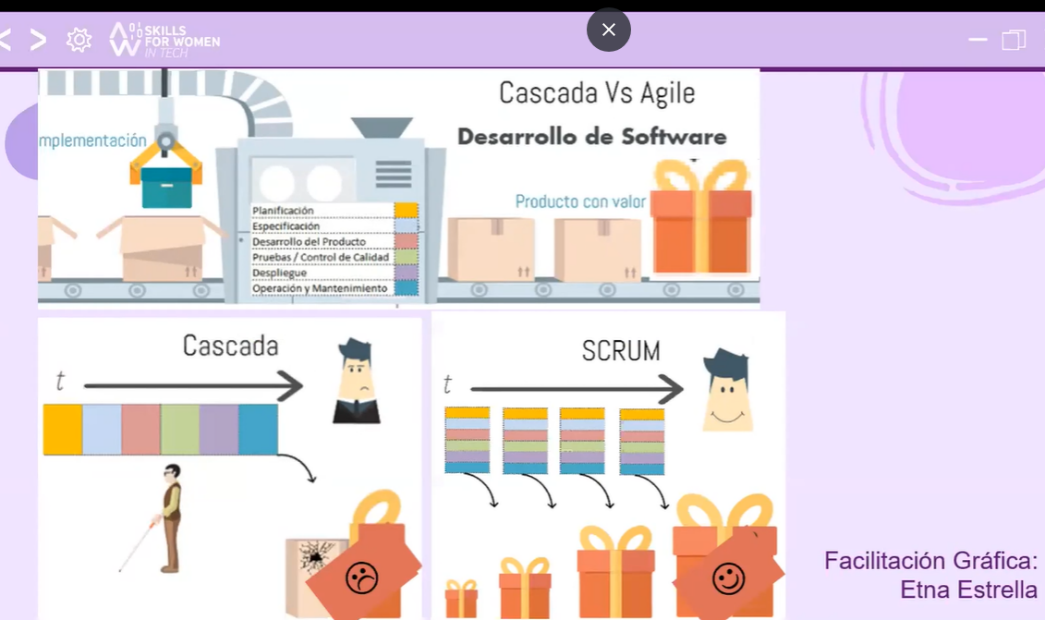 SKILLS
FOR WOMEN
IN TECH
Cascada Vs Agile
Desarrollo de Software
mplementación
Producto con valor
Planificación
Especificación
Desarrollo del Producto
Pruebas / Control de Calidad
Despliegue
Operación y Mantenimiento
Cascada
t
SCRUM
t
Facilitación Gráfica:
Etna Estrella